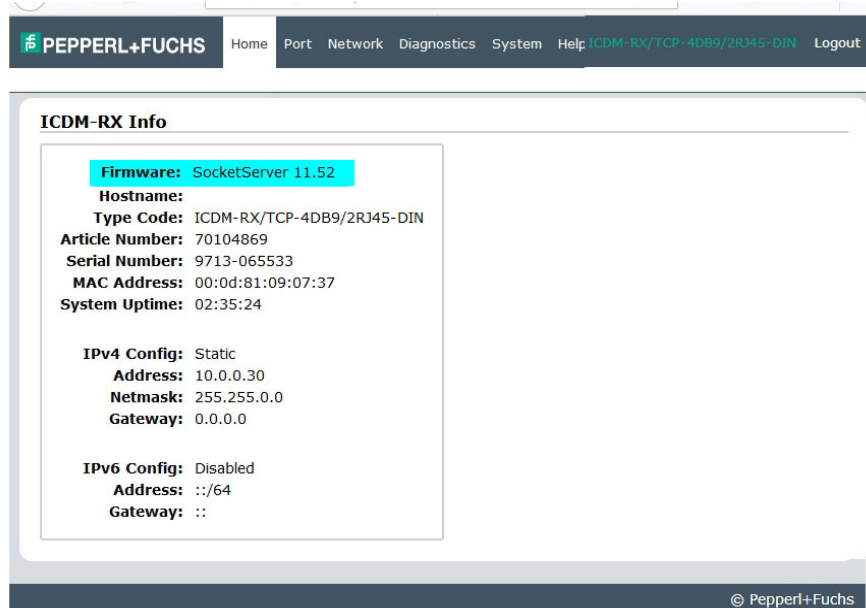 PEPPERL+FUCHS Home Port Network Diagnostics System Help ICDM-RX/TCP-4DB9/2RJ45-DIN Logout
ICDM-RX Info
Firmware: SocketServer 11.52
Hostname:
Type Code: ICDM-RX/TCP-4DB9/2RJ45-DIN
Article Number: 70104869
Serial Number: 9713-065533
MAC Address: 00:0d:81:09:07:37
System Uptime: 02:35:24
IPv4 Config: Static
Address: 10.0.0.30
Netmask: 255.255.0.0
Gateway: 0.0.0.0
IPv6 Config: Disabled
Address: ::/64
Gateway: ::
© Pepperl+Fuchs